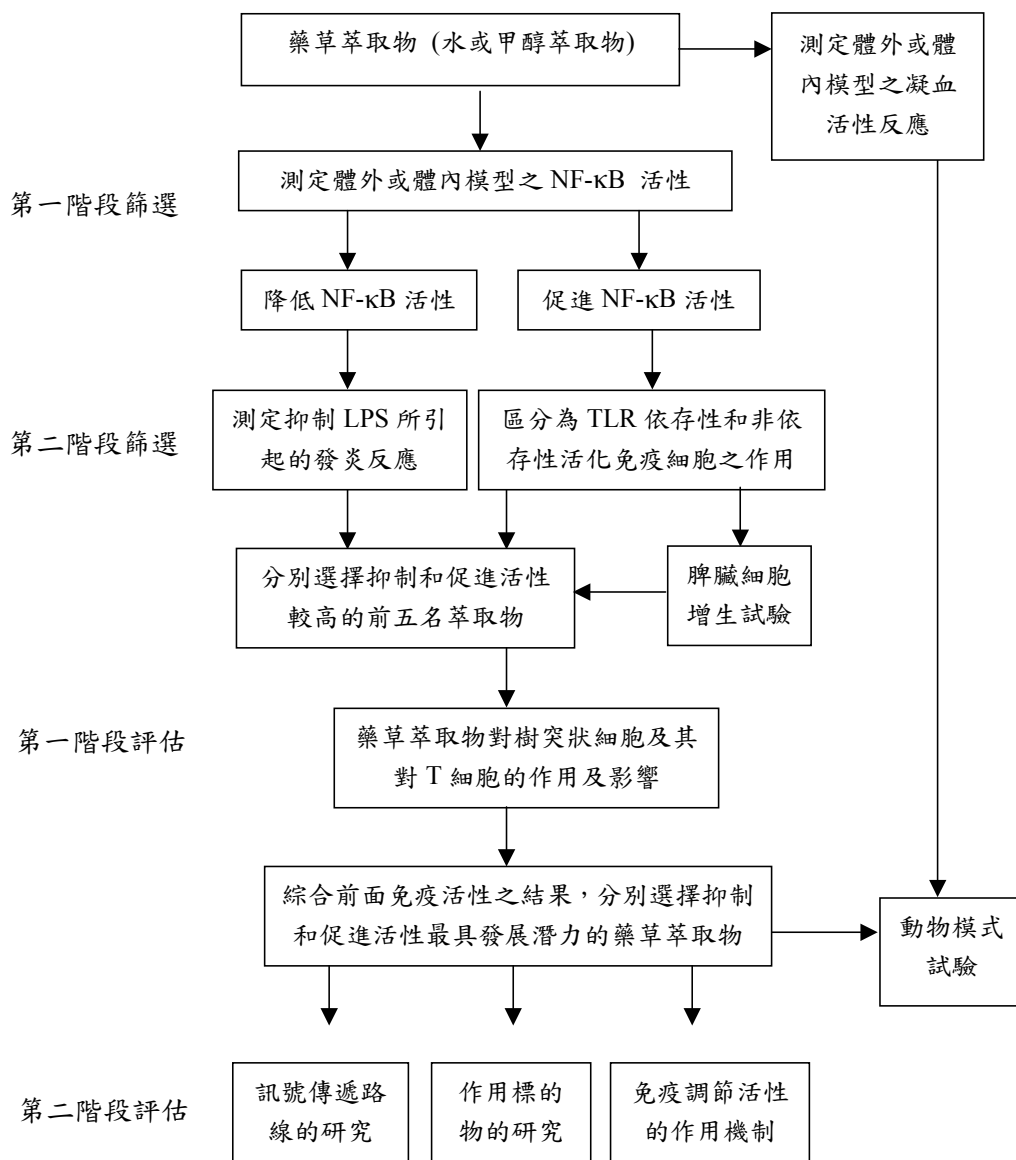 藥草萃取物 (水或甲醇萃取物)
測定體外或體
內模型之凝血
活性反應
測定體外或體內模型之 NF-κB 活性
第一階段篩選
降低 NF-κB 活性
促進 NF-κB 活性
第二階段篩選
測定抑制 LPS 所引
起的發炎反應
區分為 TLR 依存性和非依
存性活化免疫細胞之作用
分別選擇抑制和促進活性
較高的前五名萃取物
脾臟細胞
增生試驗
第一階段評估
藥草萃取物對樹突狀細胞及其
對 T 細胞的作用及影響
綜合前面免疫活性之結果，分別選擇抑制
和促進活性最具發展潛力的藥草萃取物
動物模式
試驗
第二階段評估
訊號傳遞路
線的研究
作用標的
物的研究
免疫調節活性
的作用機制